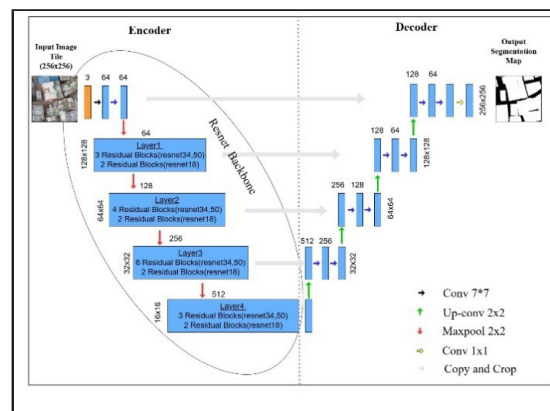 Encoder
Decoder
Input Image
Tile
(256x256)
3 64 64
128 64
Output
Segmentation
Map
256x256
Resnet Backbone
64
128x128
Layer1
3 Residual Blocks(resnet34,50)
2 Residual Blocks(resnet18)
128 64
128x128
128
64x64
Layer2
4 Residual Blocks(resnet34,50)
2 Residual Blocks(resnet18)
256 128
64x64
256
32x32
Layer3
6 Residual Blocks(resnet34,50)
2 Residual Blocks(resnet18)
512 256
32x32
512
16x16
Layer4
3 Residual Blocks(resnet34,50)
2 Residual Blocks(resnet18)
Conv 7*7
Up-conv 2x2
Maxpool 2x2
Conv 1x1
Copy and Crop